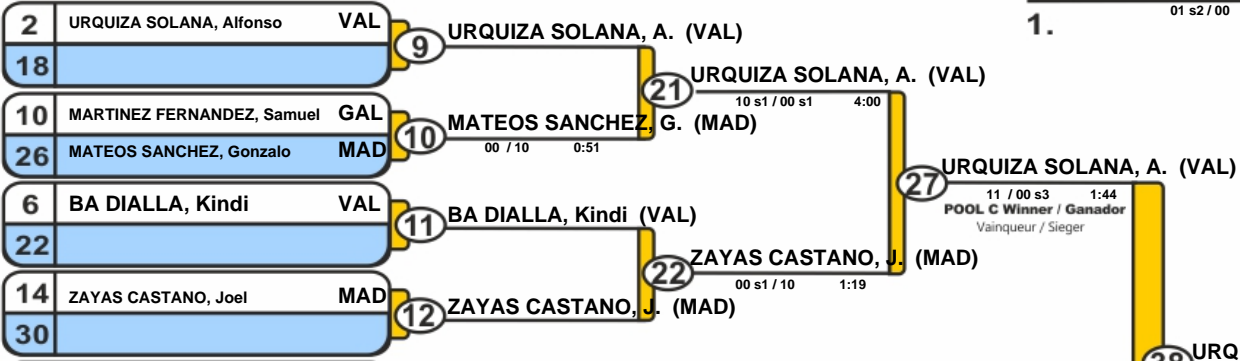 2 URQUIZA SOLANA, Alfonso VAL
18
9
URQUIZA SOLANA, A. (VAL)
10 MARTINEZ FERNANDEZ, Samuel GAL
26 MATEOS SANCHEZ, Gonzalo MAD
10
MATEOS SANCHEZ, G. (MAD)
00 / 10 0:51
21
URQUIZA SOLANA, A. (VAL)
10 s1 / 00 s1 4:00
6 BA DIALLA, Kindi VAL
22
11
BA DIALLA, Kindi (VAL)
14 ZAYAS CASTANO, Joel MAD
30
12
ZAYAS CASTANO, J. (MAD)
22
ZAYAS CASTANO, J. (MAD)
00 s1 / 10 1:19
27
URQUIZA SOLANA, A. (VAL)
11 / 00 s3 1:44
POOL C Winner / Ganador
Vainqueur / Sieger
01 s2 / 00
1.
38
URQ